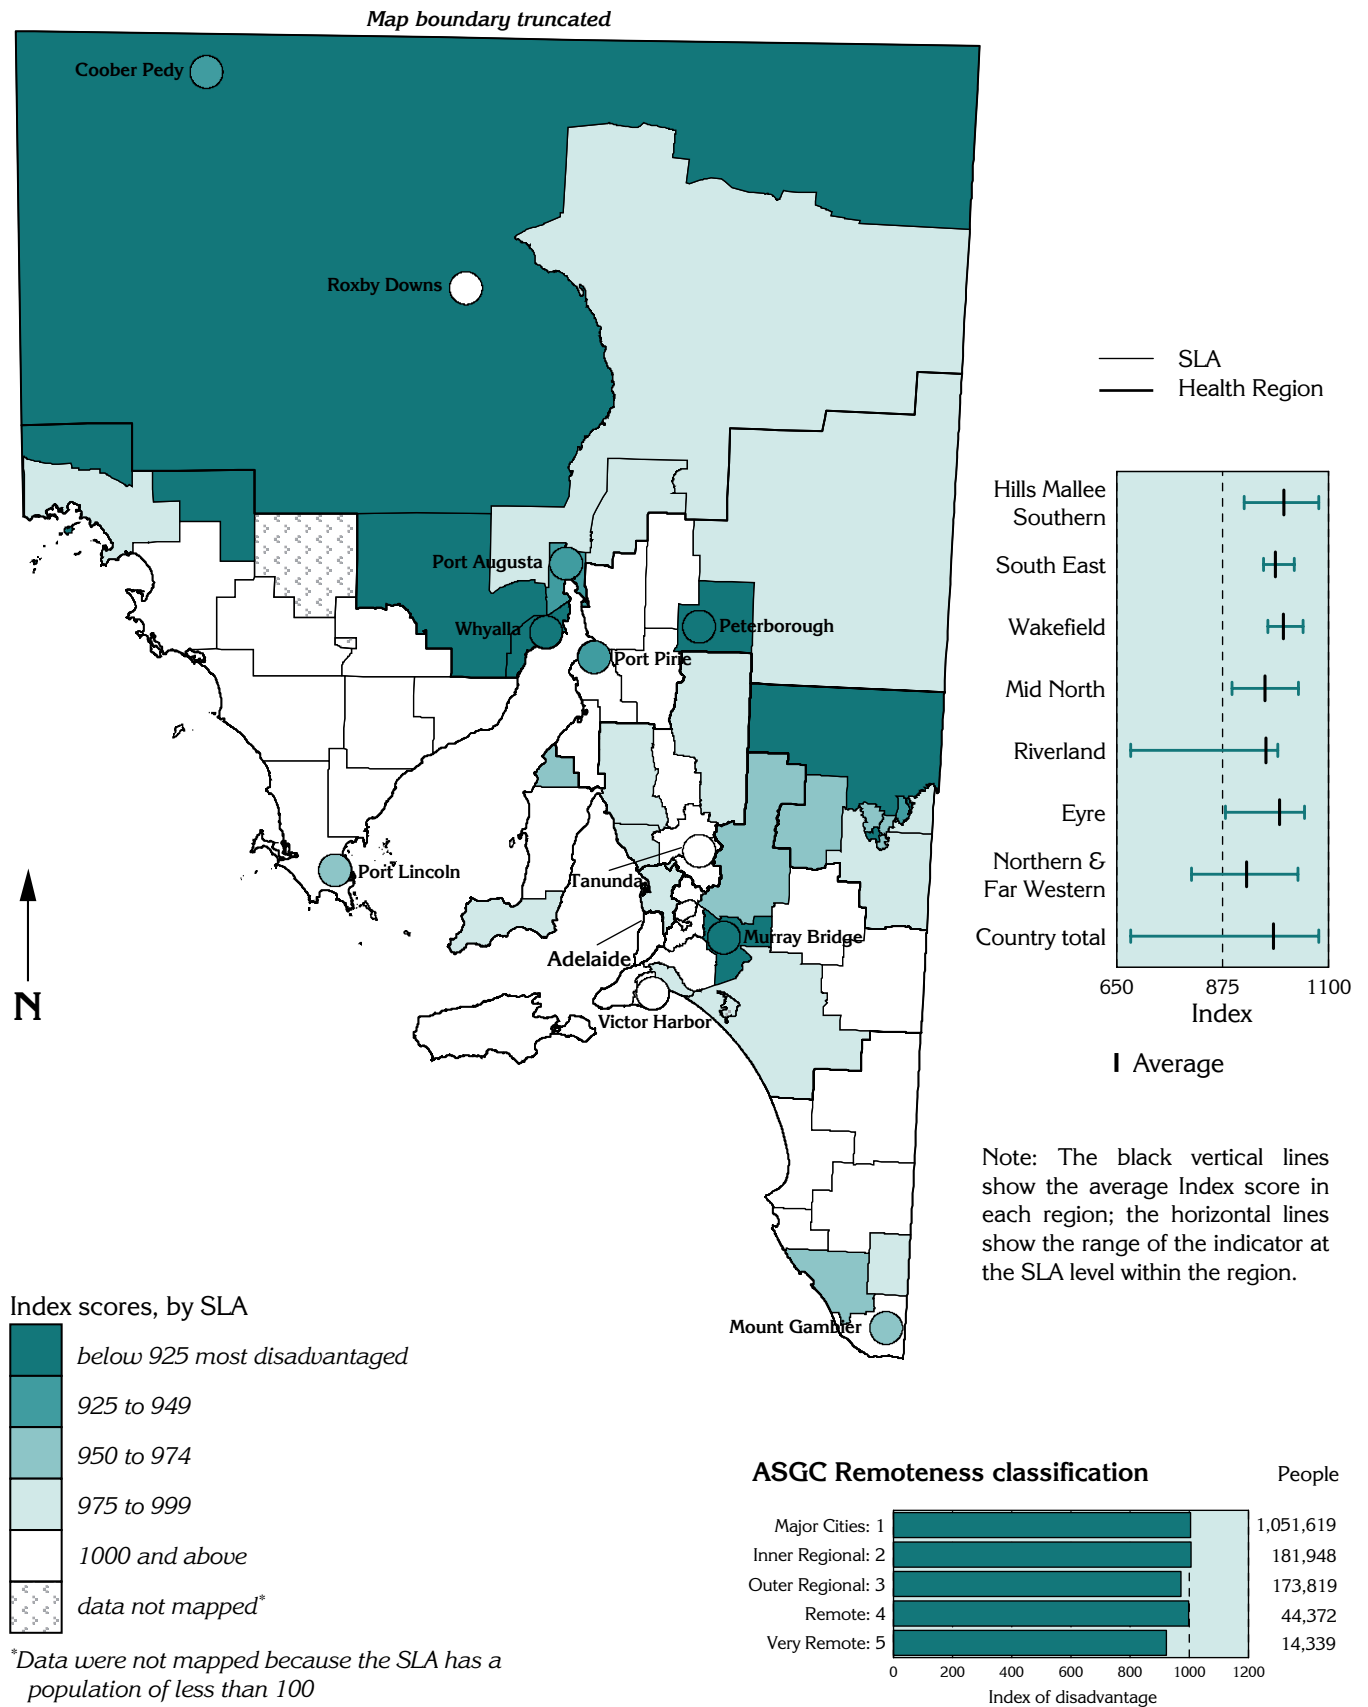 Map boundary truncated
Coober Pedy
Roxby Downs
Port Augusta
Whyalla
Peterborough
Port Pirie
Port Lincoln
Tanunda
Murray Bridge
Adelaide
Victor Harbor
Mount Gambier
N
SLA
Health Region
Hills Mallee
Southern
South East
Wakefield
Mid North
Riverland
Eyre
Northern &
Far Western
Country total
650 875 1100
Index
Average
Note: The black vertical lines
show the average Index score in
each region; the horizontal lines
show the range of the indicator at
the SLA level within the region.
Index scores, by SLA
below 925 most disadvantaged
925 to 949
950 to 974
975 to 999
1000 and above
data not mapped*
*Data were not mapped because the SLA has a
population of less than 100
ASGC Remoteness classification People
Major Cities: 1 1,051,619
Inner Regional: 2 181,948
Outer Regional: 3 173,819
Remote: 4 44,372
Very Remote: 5 14,339
0 200 400 600 800 1000 1200
Index of disadvantage